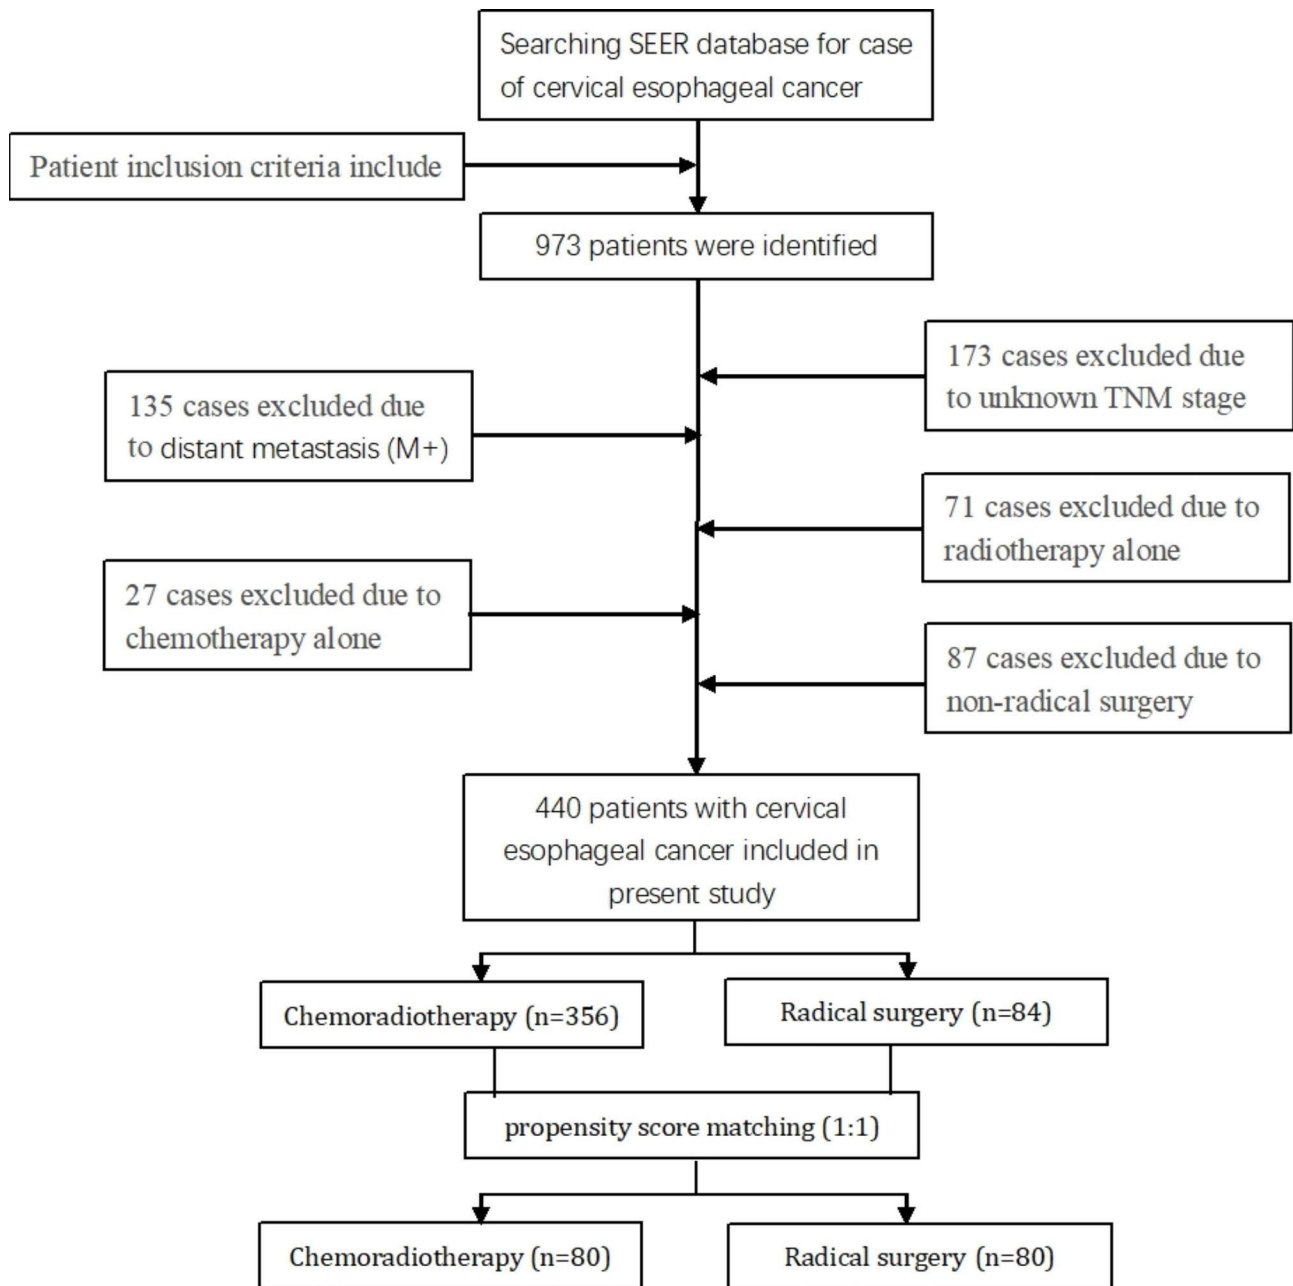 Searching SEER database for case
of cervical esophageal cancer
Patient inclusion criteria include
973 patients were identified
173 cases excluded due
to unknown TNM stage
135 cases excluded due
to distant metastasis (M+)
71 cases excluded due to
radiotherapy alone
27 cases excluded due to
chemotherapy alone
87 cases excluded due to
non-radical surgery
440 patients with cervical
esophageal cancer included in
present study
Chemoradiotherapy (n=356)
Radical surgery (n=84)
propensity score matching (1:1)
Chemoradiotherapy (n=80)
Radical surgery (n=80)